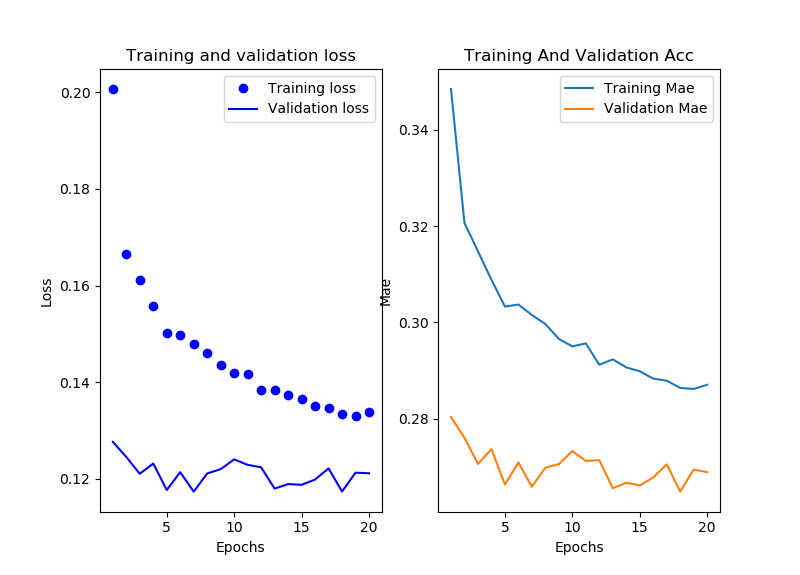 Training and validation loss
Training loss
Validation loss
0.20
0.18
0.16
0.14
0.12
Loss
5
10
15
20
Epochs
Training And Validation Acc
Training Mae
Validation Mae
0.34
0.32
0.30
0.28
Mae
5
10
15
20
Epochs